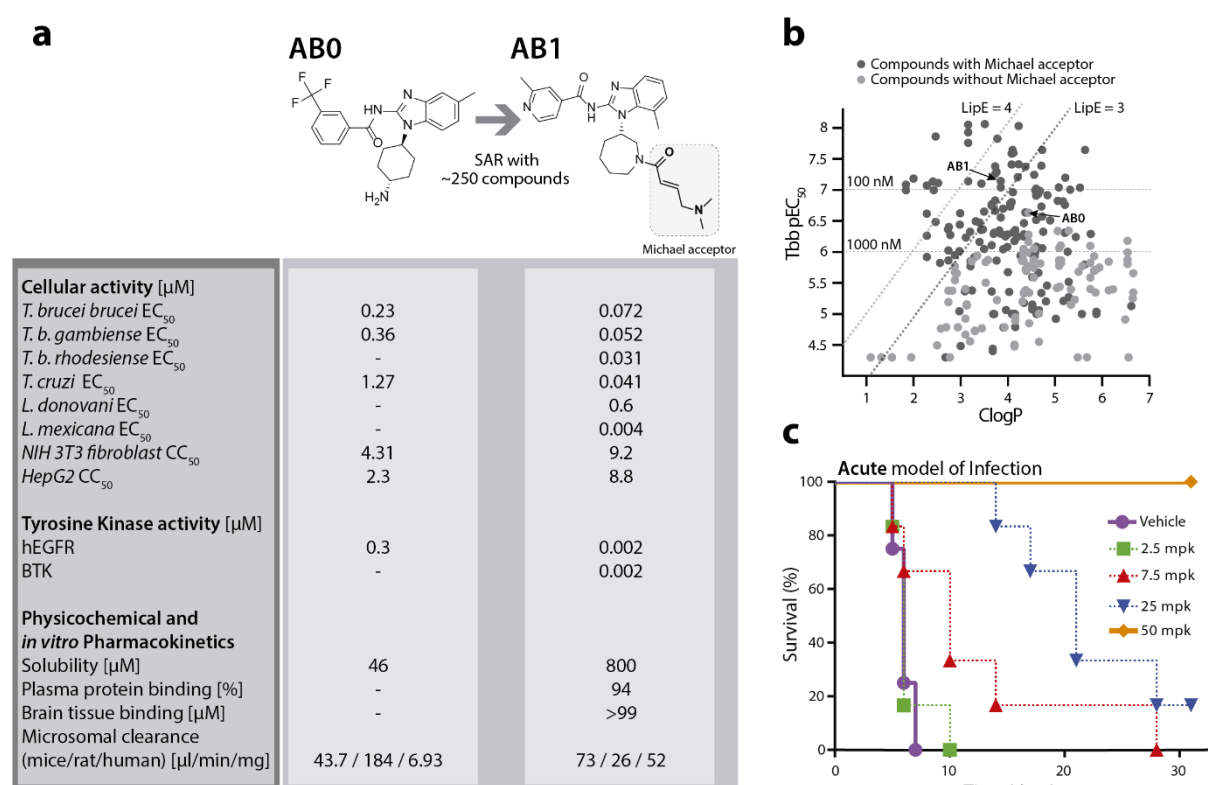 a
AB0
AB1
F
F
F
NH
O
N
N
H₂N
N
O
NH
N
N
N
O
N
SAR with
~250 compounds
Michael acceptor
Cellular activity [µM]
T. brucei brucei EC₅₀ 0.23 0.072
T. b. gambiense EC₅₀ 0.36 0.052
T. b. rhodesiense EC₅₀ - 0.031
T. cruzi EC₅₀ 1.27 0.041
L. donovani EC₅₀ - 0.6
L. mexicana EC₅₀ - 0.004
NIH 3T3 fibroblast CC₅₀ 4.31 9.2
HepG2 CC₅₀ 2.3 8.8
Tyrosine Kinase activity [µM]
hEGFR 0.3 0.002
BTK - 0.002
Physicochemical and
in vitro Pharmacokinetics
Solubility [µM] 46 800
Plasma protein binding [%] - 94
Brain tissue binding [µM] - >99
Microsomal clearance
(mice/rat/human) [µl/min/mg] 43.7 / 184 / 6.93 73 / 26 / 52
b
Compounds with Michael acceptor
Compounds without Michael acceptor
LipE = 4
LipE = 3
AB1
AB0
100 nM
1000 nM
Tbb pEC₅₀
8
7.5
7
6.5
6
5.5
5
4.5
1 2 3 4 5 6 7
ClogP
c
Acute model of Infection
Survival (%)
100
80
60
40
20
0
Vehicle
2.5 mpk
7.5 mpk
25 mpk
50 mpk
0 10 20 30